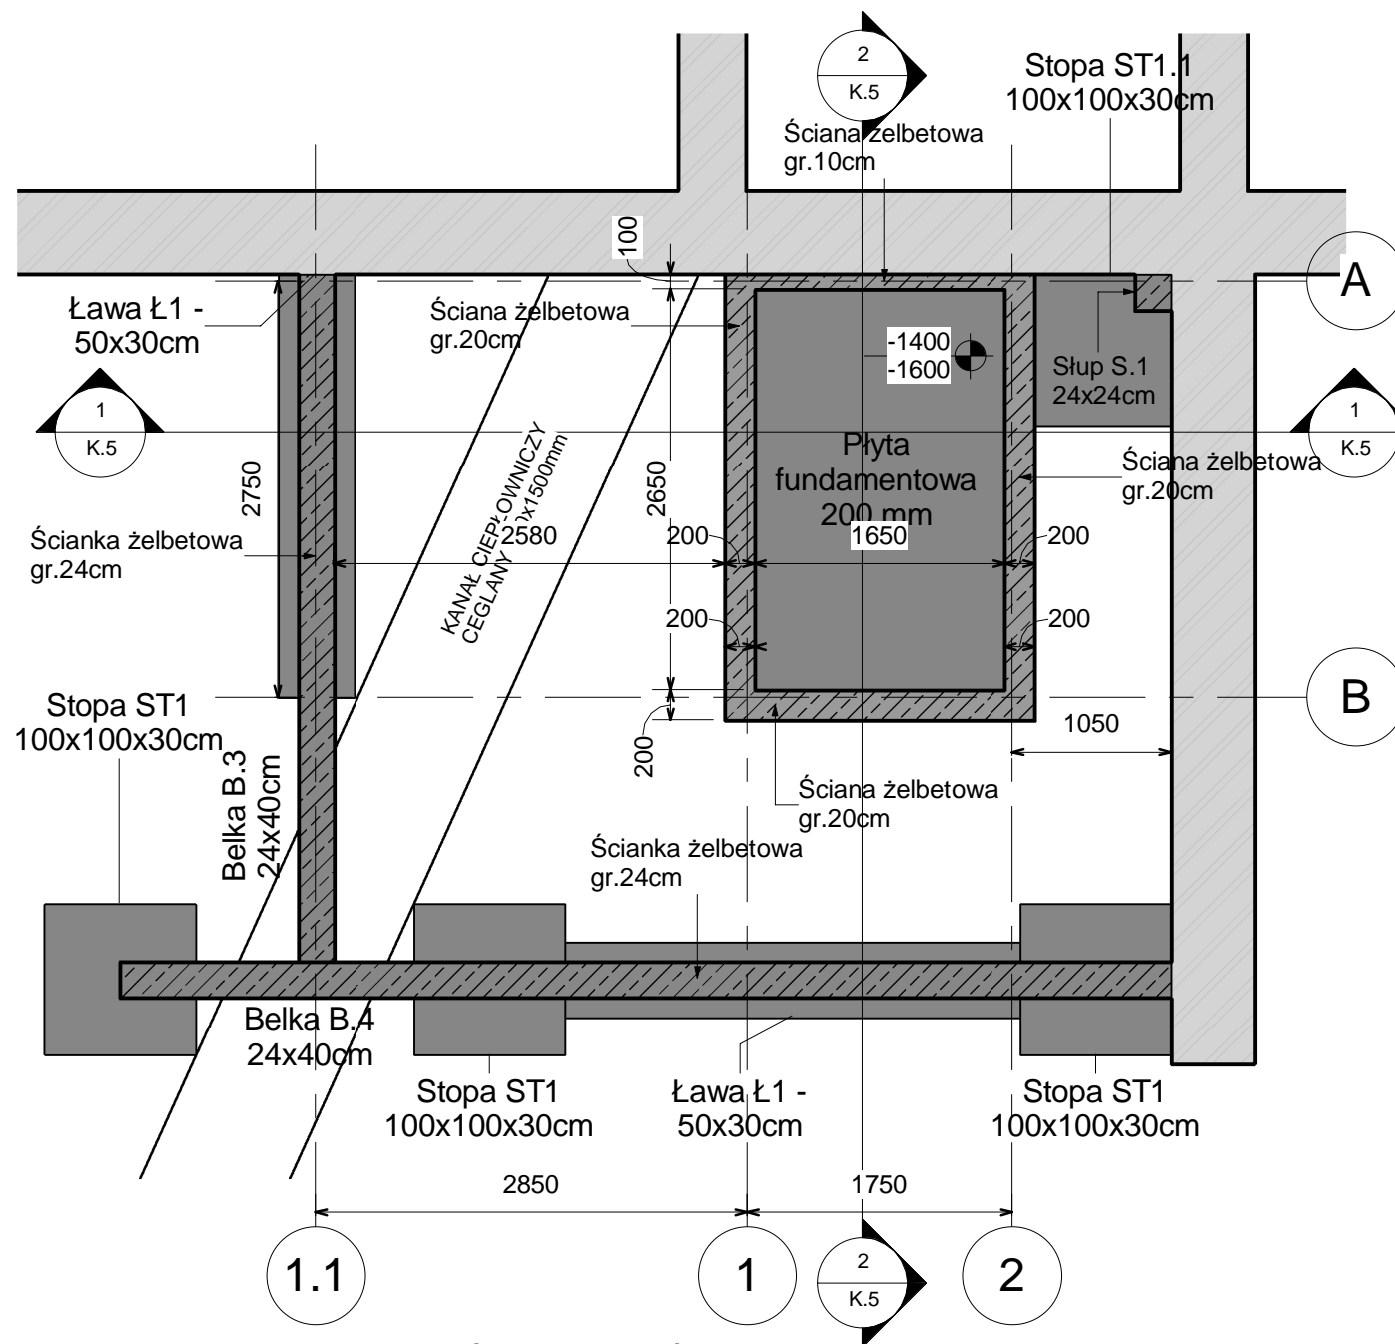 2
K.5
Stopa ST1.1
100x100x30cm
Ściana żelbetowa
gr.10cm
100
A
Ława Ł1 -
50x30cm
Ściana żelbetowa
gr.20cm
-1400
-1600
Słup S.1
24x24cm
1
K.5
1
K.5
2750
2650
KANAŁ CIEPŁOWNICZY
CEGLANY
0x1500mm
Płyta
fundamentowa
200 mm
Ściana żelbetowa
gr.20cm
Ścianka żelbetowa
gr.24cm
2580
200
1650
200
200
200
Stopa ST1
100x100x30cm
B
200
1050
Belka B.3
24x40cm
Ściana żelbetowa
gr.20cm
Ścianka żelbetowa
gr.24cm
Belka B.4
24x40cm
Stopa ST1
100x100x30cm
Ława Ł1 -
50x30cm
Stopa ST1
100x100x30cm
2850
1750
1.1
1
2
K.5
2